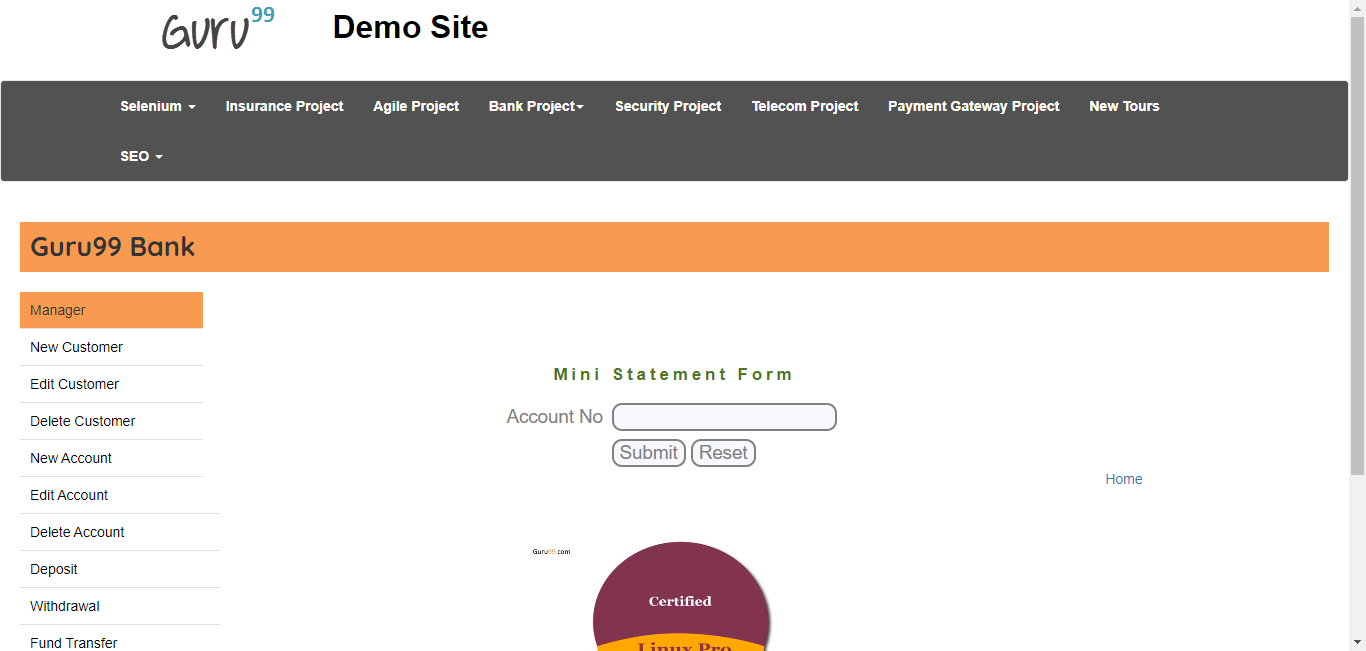 Guru99 Demo Site
Selenium Insurance Project Agile Project Bank Project Security Project Telecom Project Payment Gateway Project New Tours
SEO
Guru99 Bank
Manager
New Customer
Edit Customer
Delete Customer
New Account
Edit Account
Delete Account
Deposit
Withdrawal
Fund Transfer
Mini Statement Form
Account No
Submit Reset
Home
Guru99.com
Certified
Linux Pro